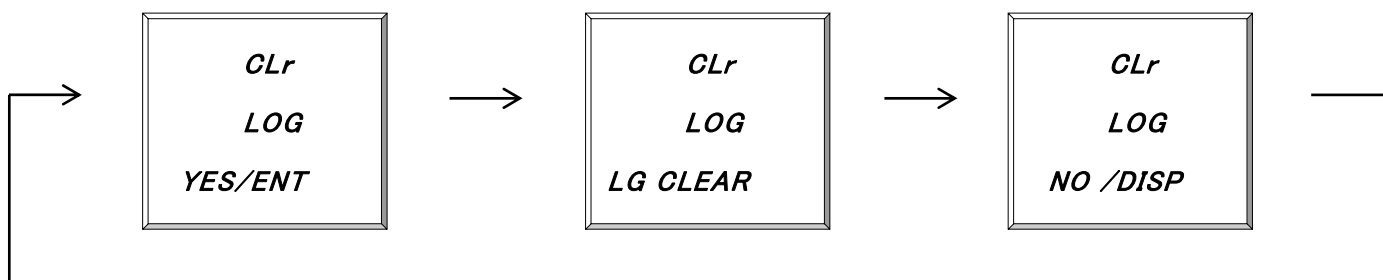 CLr
LOG
YES/ENT
CLr
LOG
LG CLEAR
CLr
LOG
NO /DISP